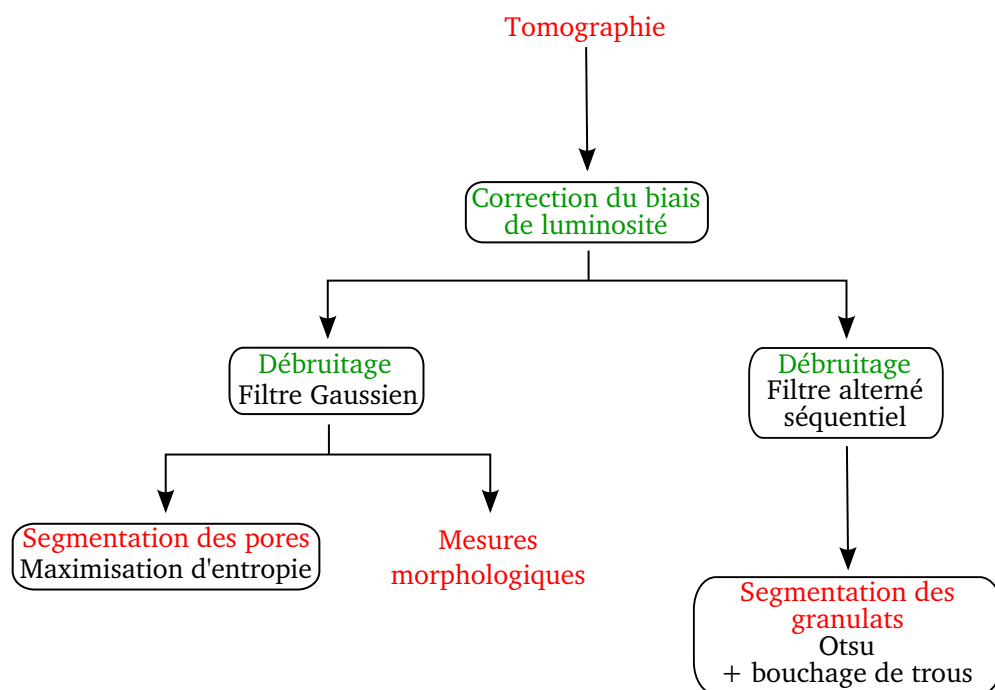 Tomographie
Correction du biais
de luminosité
Débruitage
Filtre Gaussien
Débruitage
Filtre alterné
séquentiel
Segmentation des pores
Maximisation d'entropie
Mesures
morphologiques
Segmentation des
granulats
Otsu
+ bouchage de trous